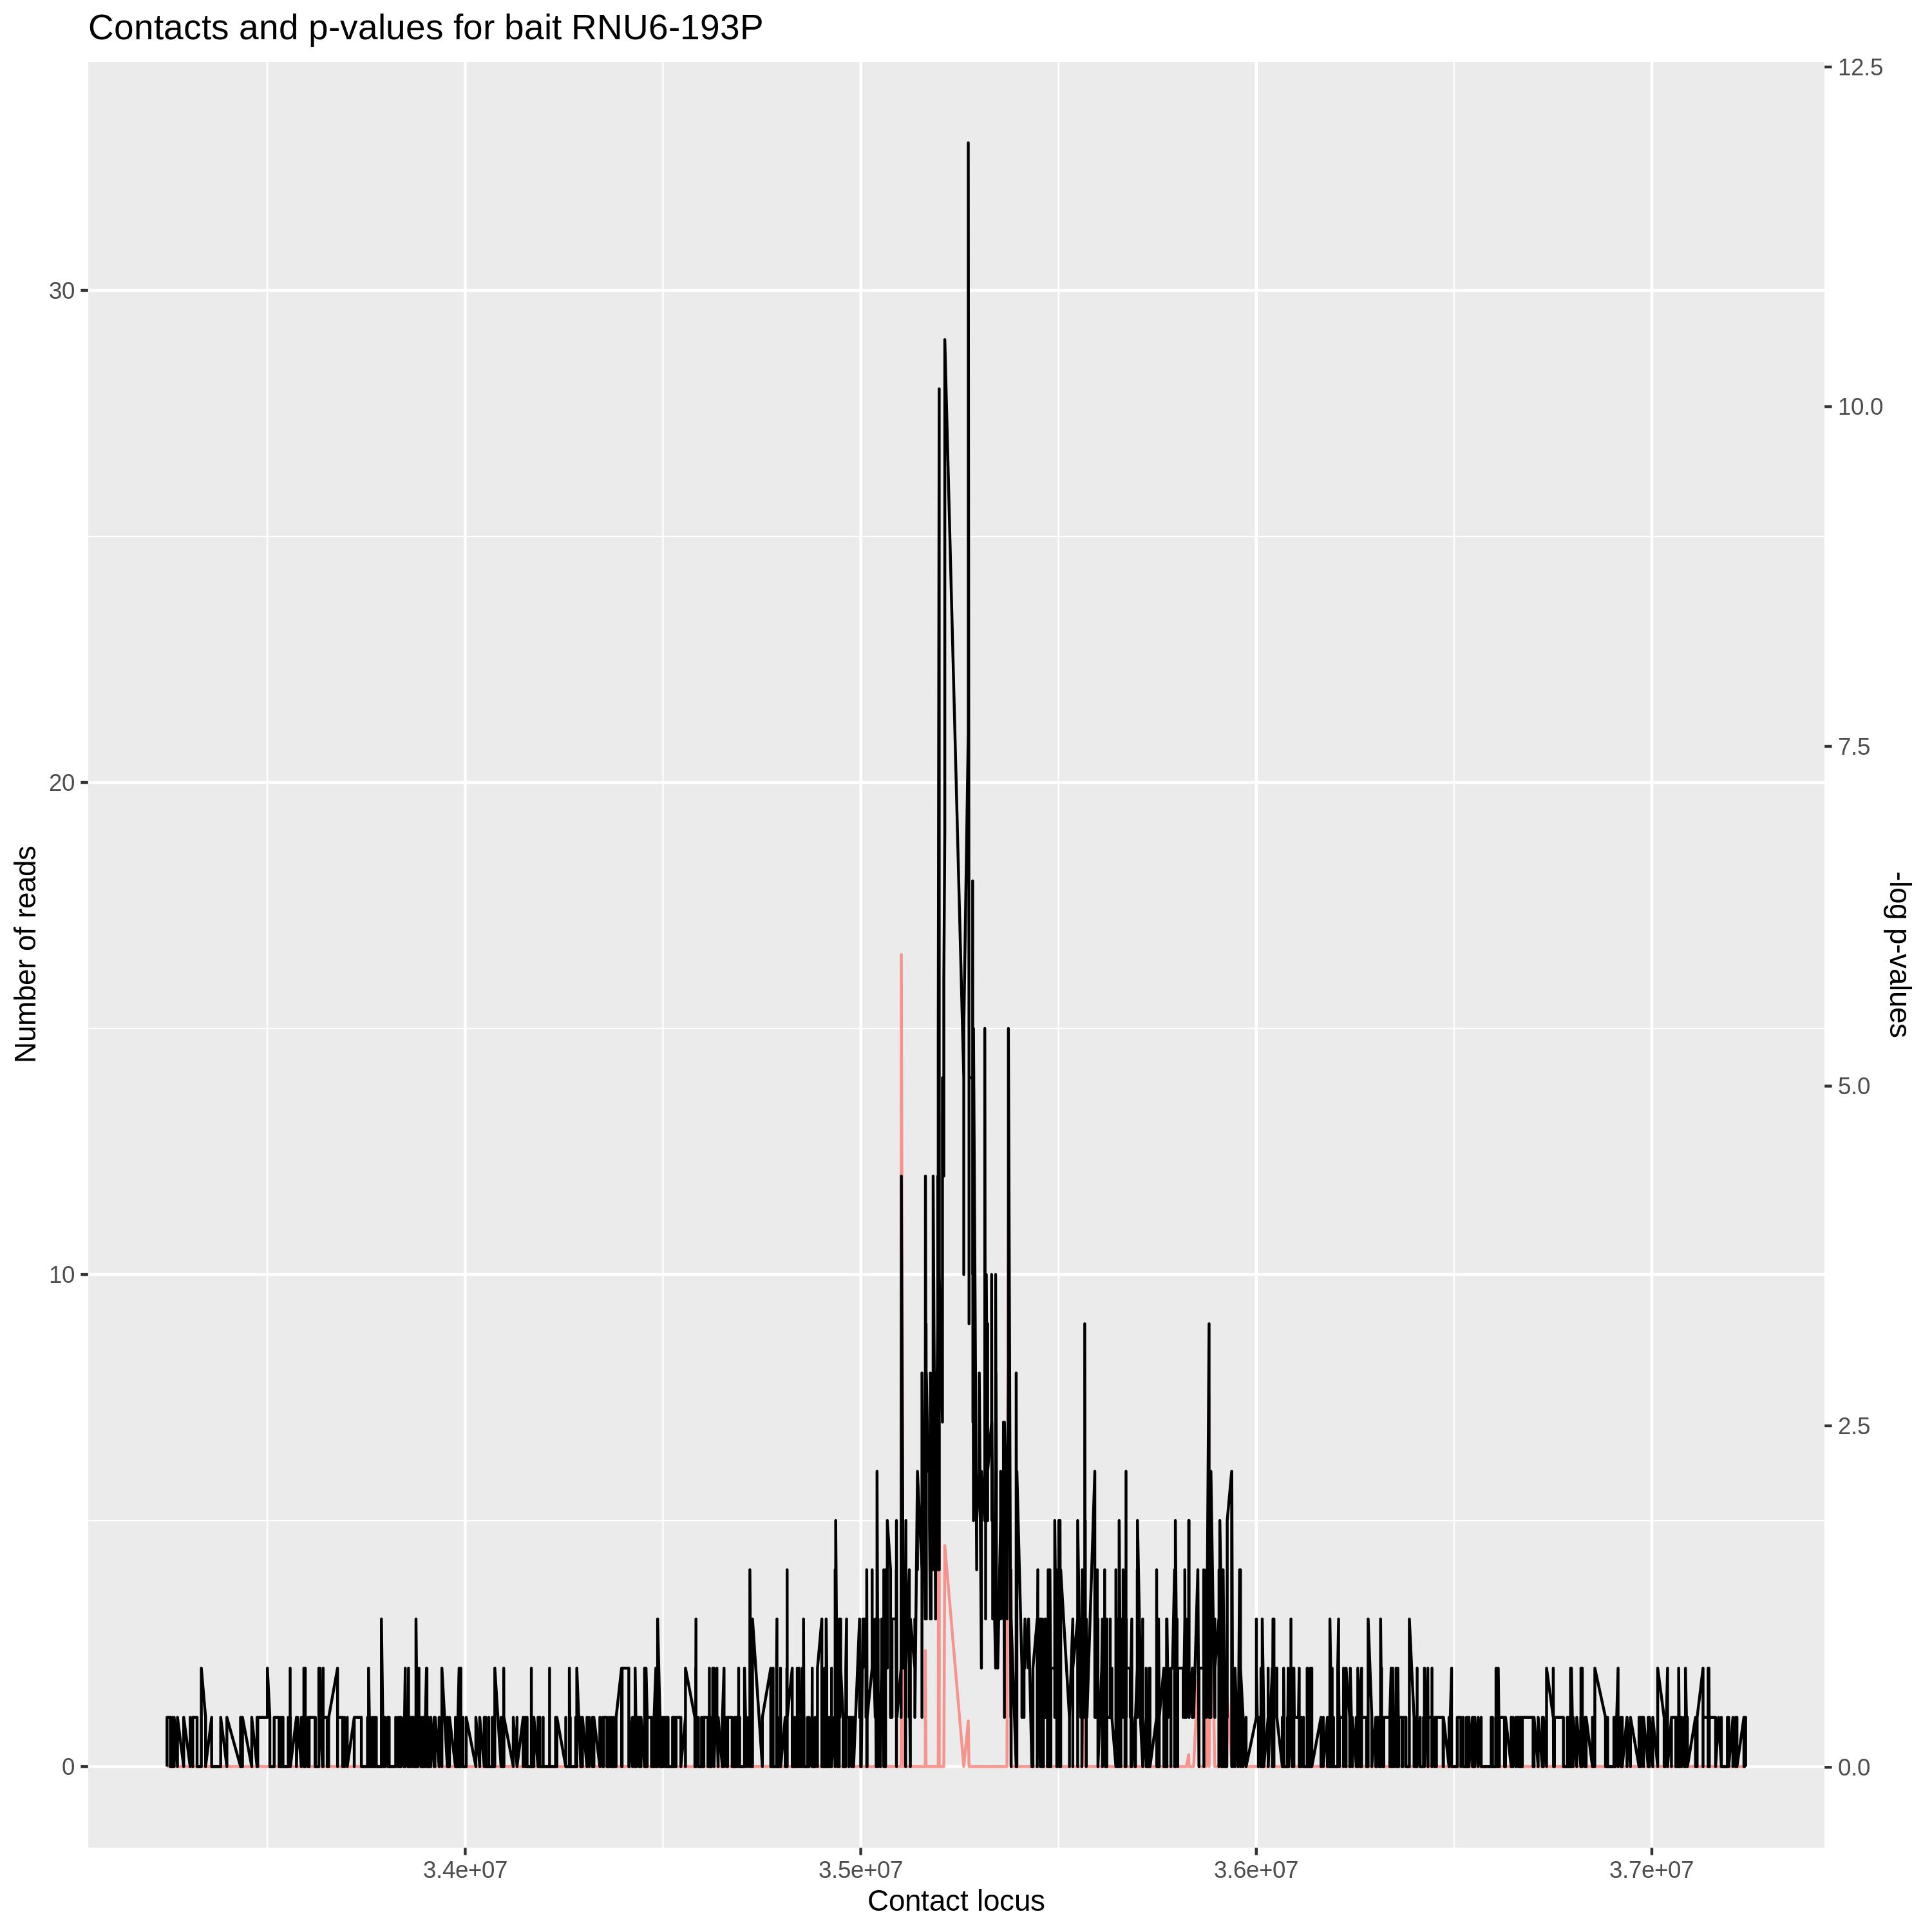 Contacts and p-values for bait RNU6-193P
Number of reads
30
20
10
0
12.5
10.0
7.5
5.0
2.5
0.0
-log p-values
3.4e+07
3.5e+07
3.6e+07
3.7e+07
Contact locus